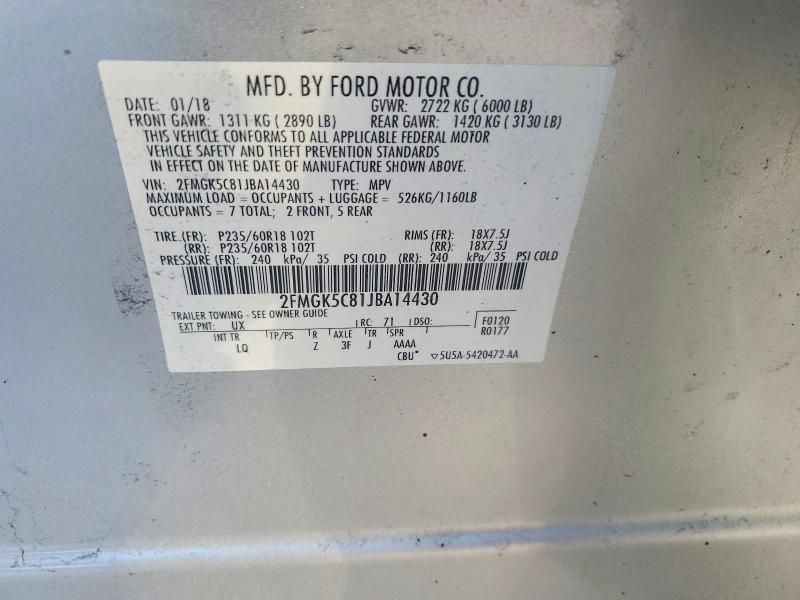 MFD. BY FORD MOTOR CO.
DATE: 01/18 GVWR: 2722 KG ( 6000 LB)
FRONT GAWR: 1311 KG ( 2890 LB) REAR GAWR: 1420 KG ( 3130 LB)
THIS VEHICLE CONFORMS TO ALL APPLICABLE FEDERAL MOTOR
VEHICLE SAFETY AND THEFT PREVENTION STANDARDS
IN EFFECT ON THE DATE OF MANUFACTURE SHOWN ABOVE.
VIN: 2FMGK5C81JBA14430 TYPE: MPV
MAXIMUM LOAD = OCCUPANTS + LUGGAGE = 526KG/1160LB
OCCUPANTS = 7 TOTAL; 2 FRONT, 5 REAR
TIRE:(FR): P235/60R18 102T RIMS (FR): 18X7.5J
(RR): P235/60R18 102T (RR): 18X7.5J
PRESSURE (FR): 240 kPa/ 35 PSI COLD (RR): 240 kPa/ 35 PSI COLD
2FMGK5C81JBA14430
TRAILER TOWING - SEE OWNER GUIDE
EXT PNT: UX RC: 71 DSO: F0120
INT TR TP/PS R AXLE TR SPR R0177
LQ Z 3F J AAAA
CBU* ▽5U5A-5420472-AA